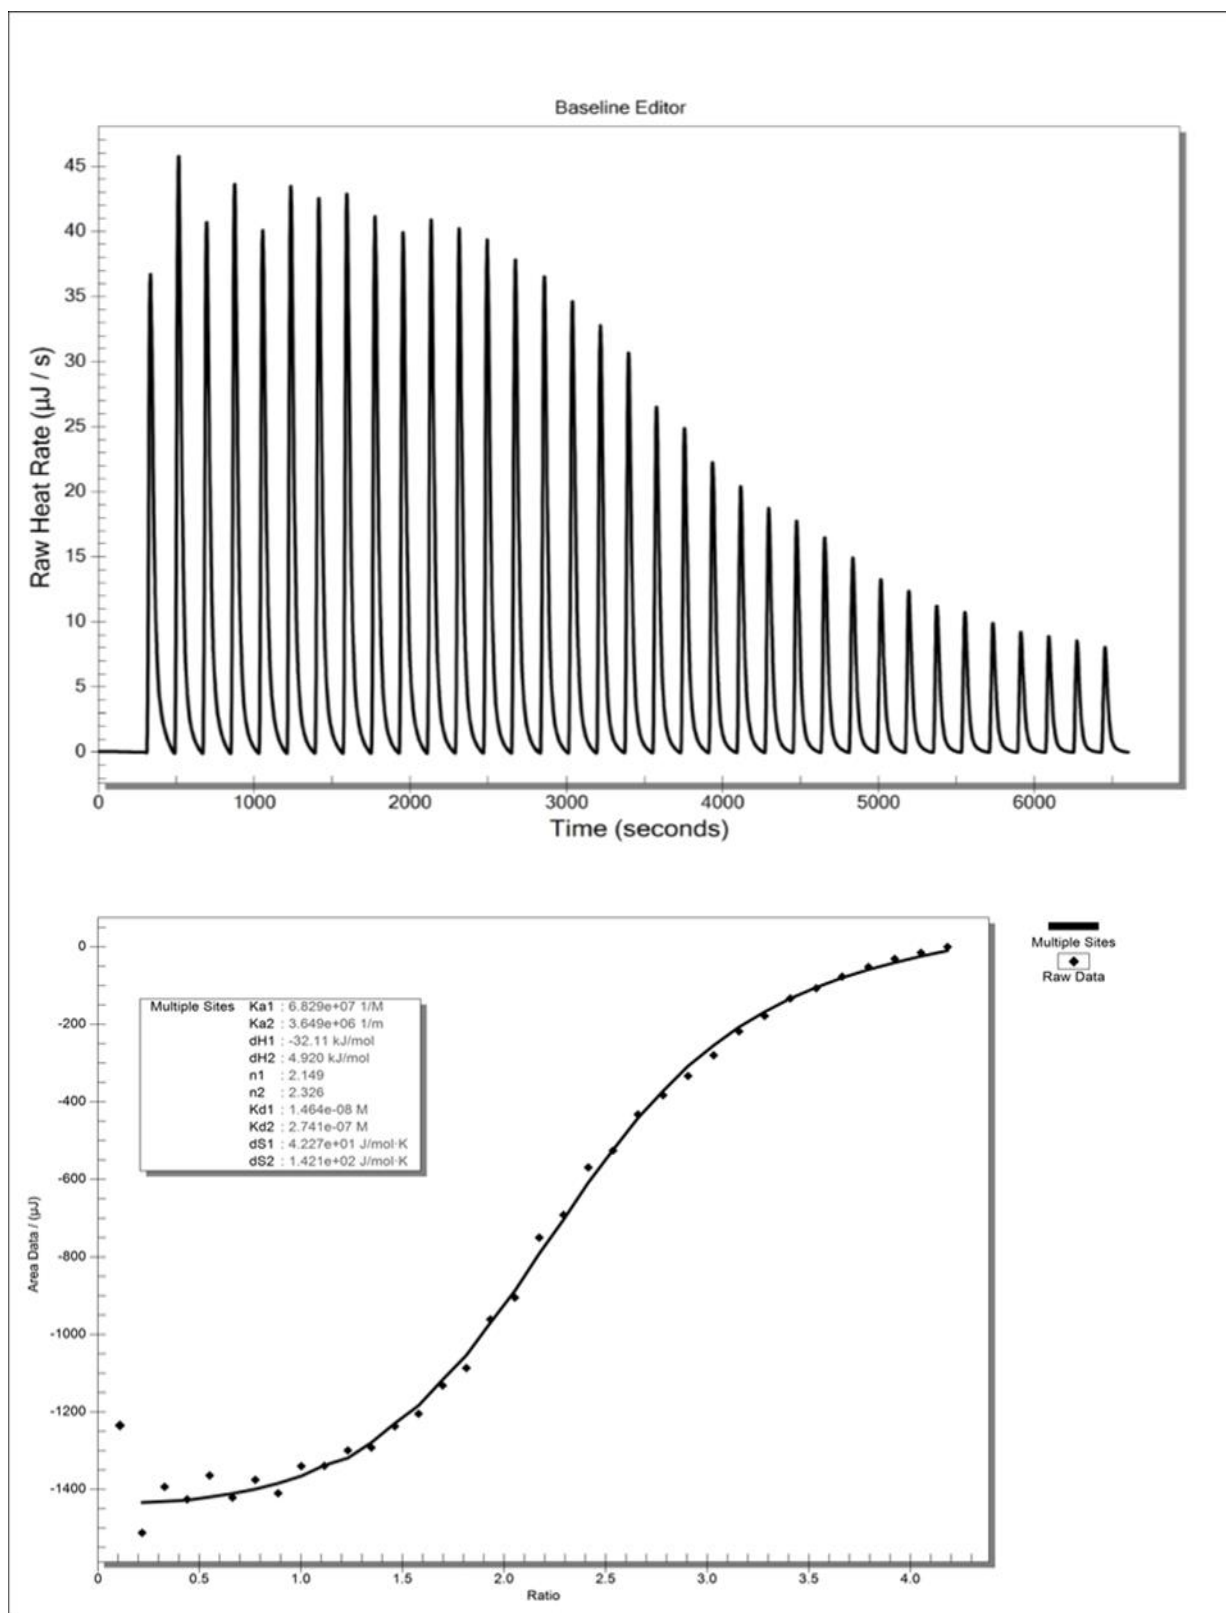 Baseline Editor
45
40
35
30
25
20
15
10
5
0
Raw Heat Rate (µJ / s)
0 1000 2000 3000 4000 5000 6000
Time (seconds)
0
-200
-400
-600
-800
-1000
-1200
-1400
Area Data / (µJ)
Multiple Sites Ka1 : 6.829e+07 1/M
Ka2 : 3.649e+06 1/m
dH1 : -32.11 kJ/mol
dH2 : 4.920 kJ/mol
n1 : 2.149
n2 : 2.326
Kd1 : 1.464e-08 M
Kd2 : 2.741e-07 M
dS1 : 4.227e+01 J/mol·K
dS2 : 1.421e+02 J/mol·K
Multiple Sites
Raw Data
0 0.5 1.0 1.5 2.0 2.5 3.0 3.5 4.0
Ratio